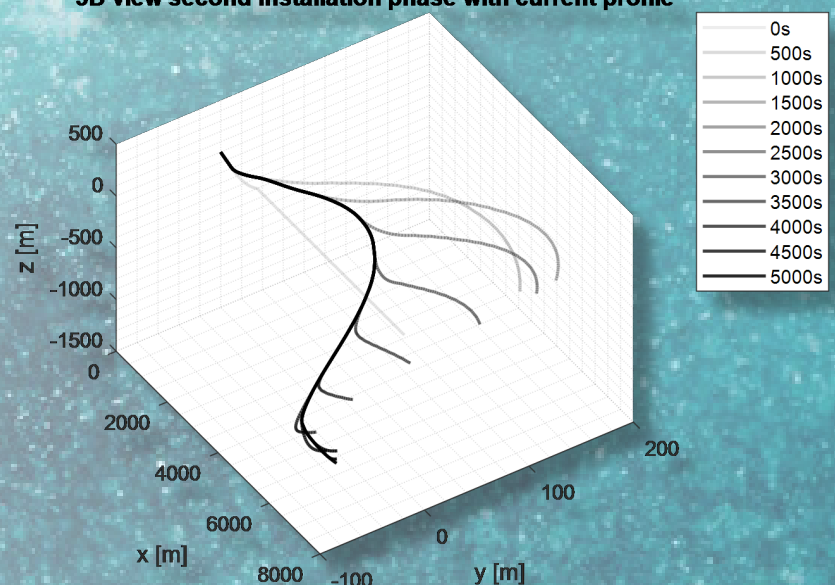 3D view second installation phase with current profile
0s
500s
1000s
1500s
2000s
2500s
3000s
3500s
4000s
4500s
5000s
500
0
-500
-1000
-1500
z [m]
0
2000
4000
6000
8000
x [m]
200
100
0
-100
y [m]